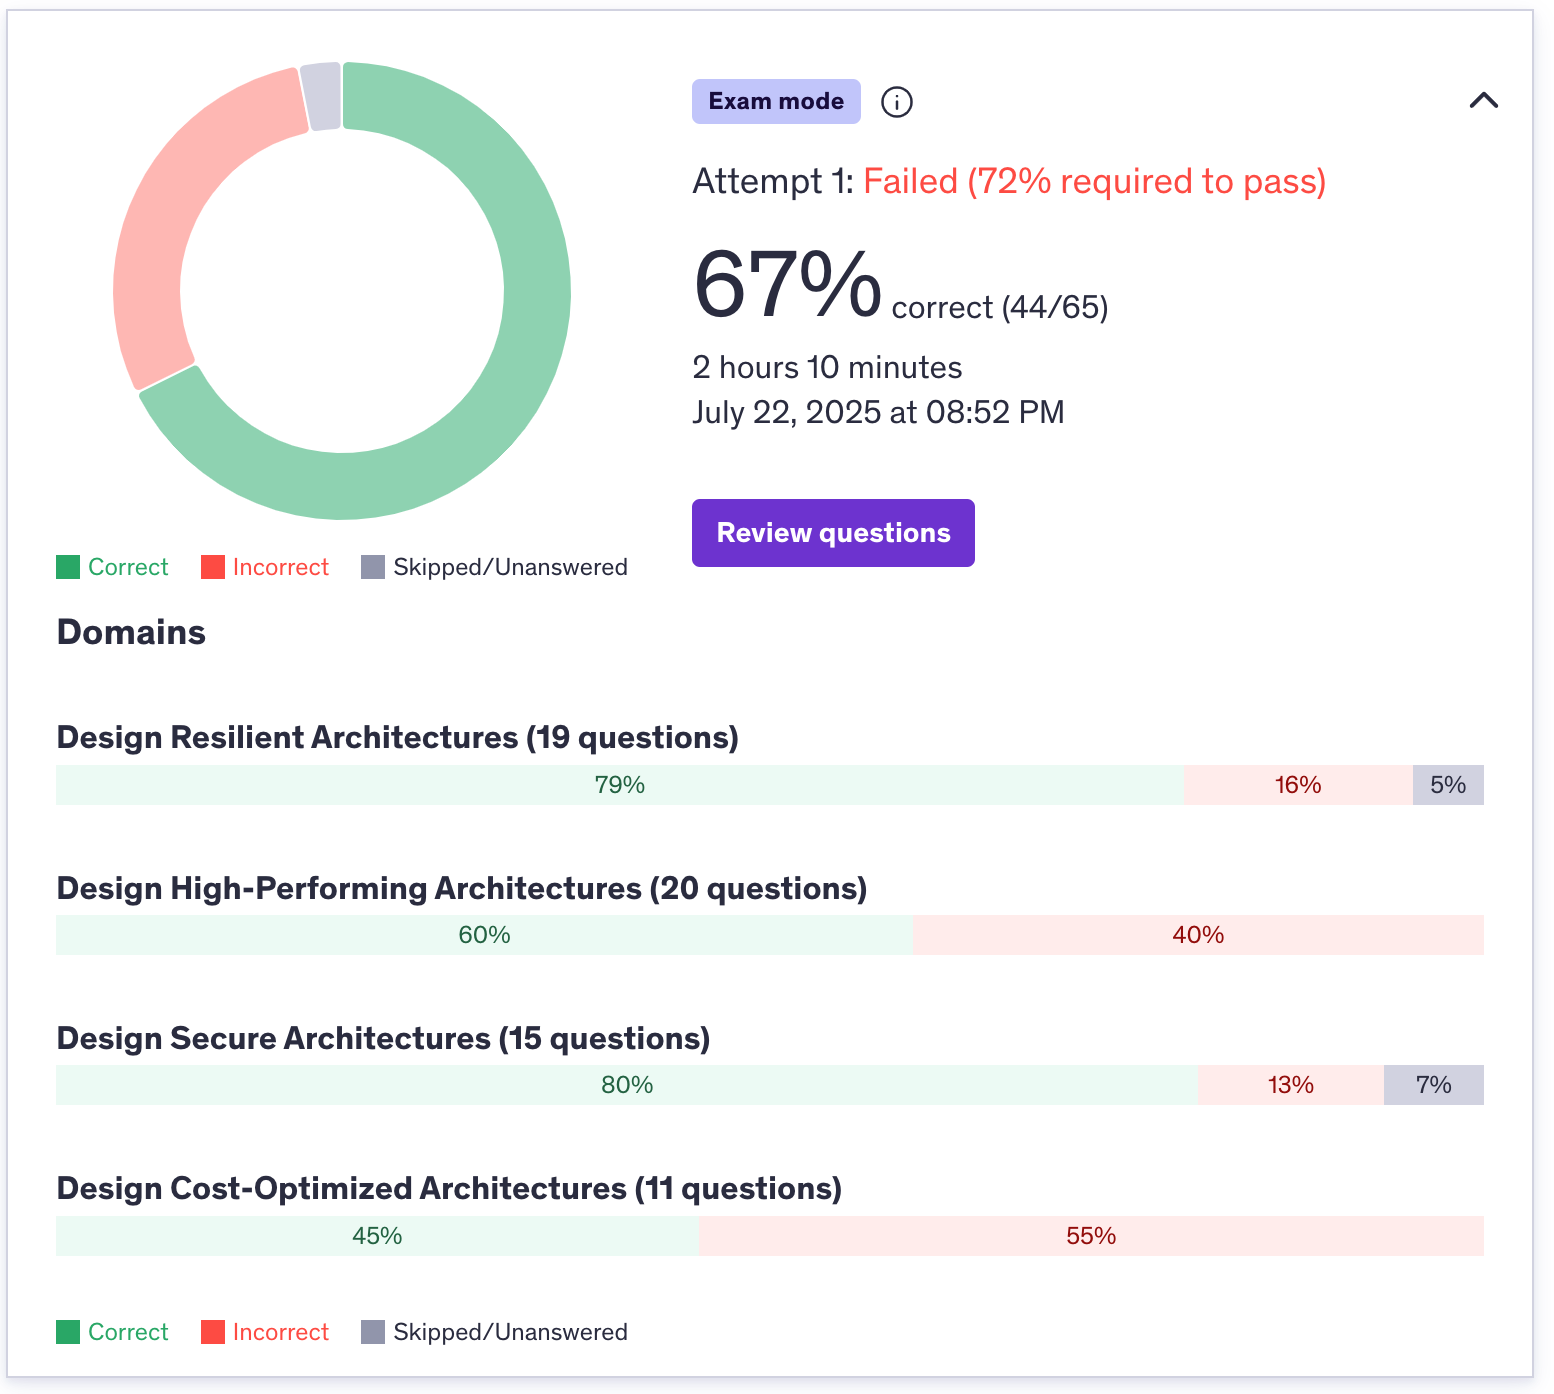 Exam mode
Attempt 1: Failed (72% required to pass)
67% correct (44/65)
2 hours 10 minutes
July 22, 2025 at 08:52 PM
Review questions
Correct Incorrect Skipped/Unanswered
Domains
Design Resilient Architectures (19 questions)
79% 16% 5%
Design High-Performing Architectures (20 questions)
60% 40%
Design Secure Architectures (15 questions)
80% 13% 7%
Design Cost-Optimized Architectures (11 questions)
45% 55%
Correct Incorrect Skipped/Unanswered